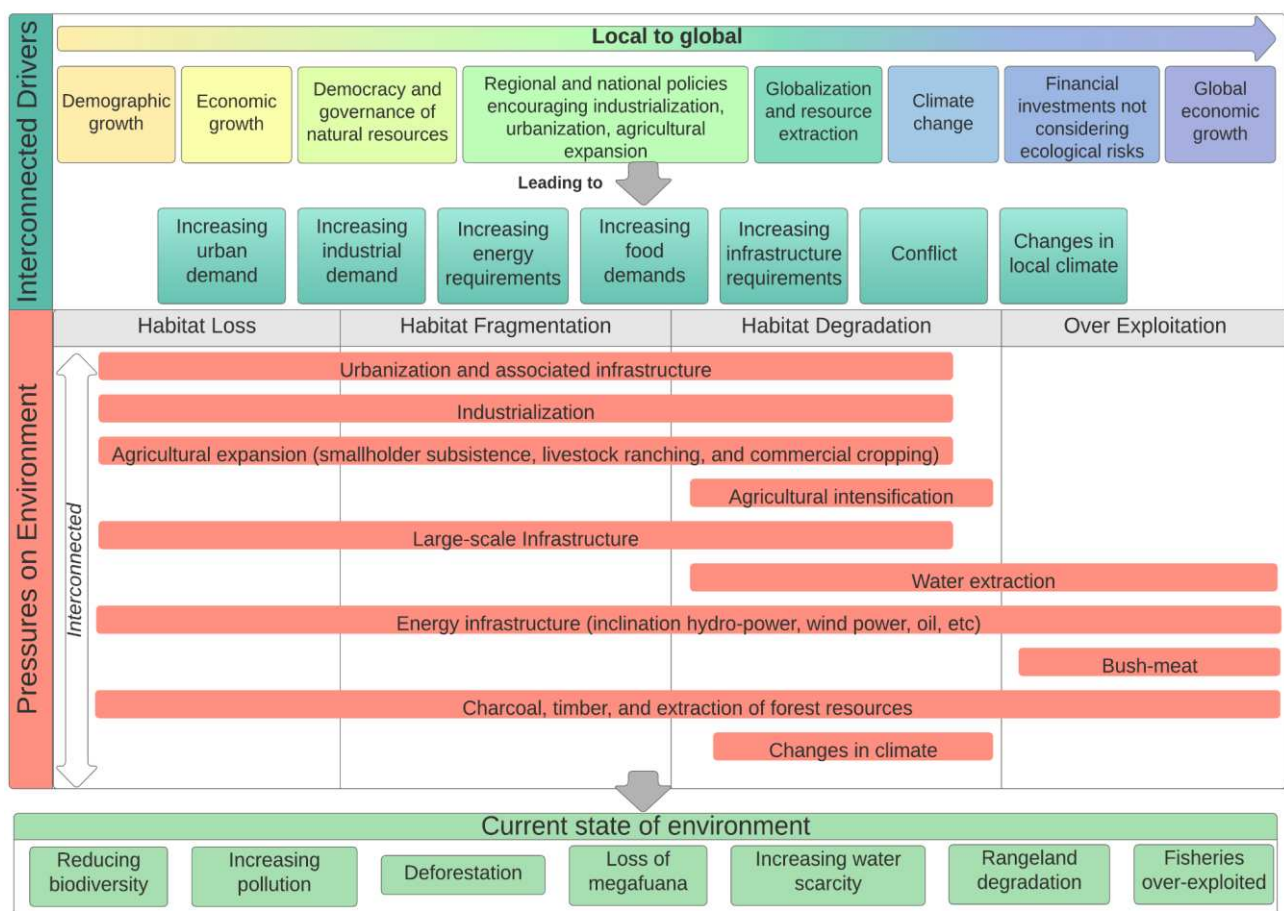 Interconnected Drivers
Local to global
Demographic
growth
Economic
growth
Democracy and
governance of
natural resources
Regional and national policies
encouraging industrialization,
urbanization, agricultural
expansion
Globalization
and resource
extraction
Climate
change
Financial
investments not
considering
ecological risks
Global
economic
growth
Leading to
Increasing
urban
demand
Increasing
industrial
demand
Increasing
energy
requirements
Increasing
food
demands
Increasing
infrastructure
requirements
Conflict
Changes in
local climate
Pressures on Environment
Habitat Loss
Habitat Fragmentation
Habitat Degradation
Over Exploitation
Interconnected
Urbanization and associated infrastructure
Industrialization
Agricultural expansion (smallholder subsistence, livestock ranching, and commercial cropping)
Agricultural intensification
Large-scale Infrastructure
Water extraction
Energy infrastructure (inclination hydro-power, wind power, oil, etc)
Bush-meat
Charcoal, timber, and extraction of forest resources
Changes in climate
Current state of environment
Reducing
biodiversity
Increasing
pollution
Deforestation
Loss of
megafuana
Increasing water
scarcity
Rangeland
degradation
Fisheries
over-exploited